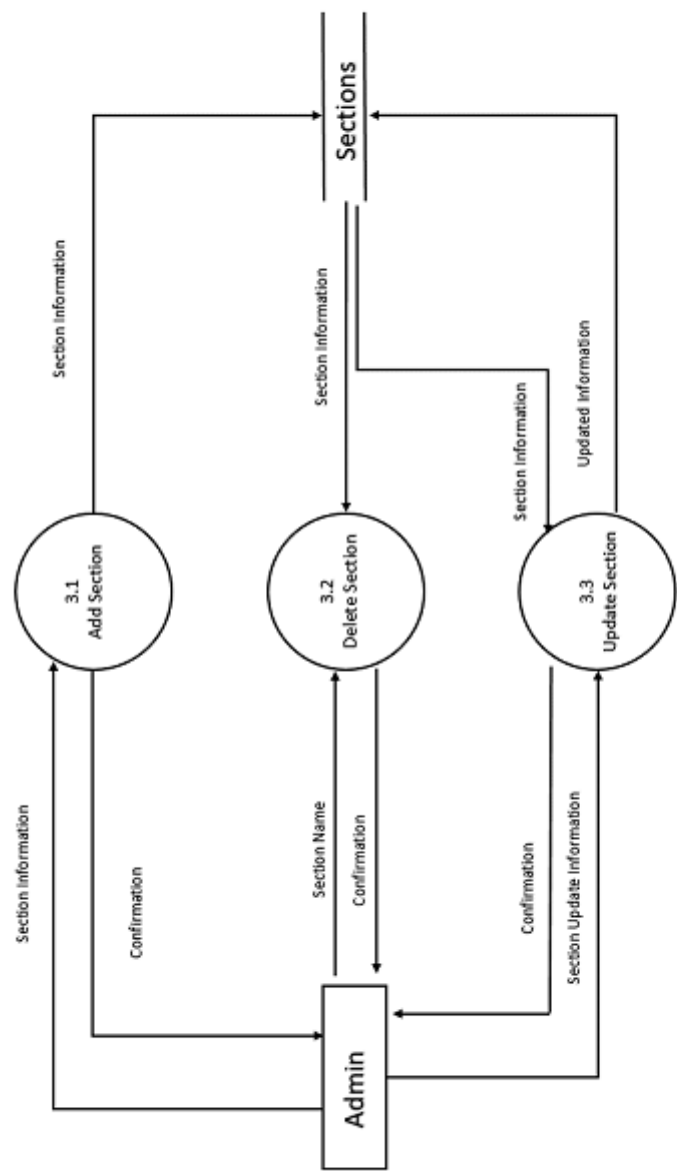 Section Information
Section Information
3.1
Add Section
Confirmation
Section Name
Section Information
3.2
Delete Section
Sections
Admin
Confirmation
Section Information
Confirmation
Section Update Information
3.3
Update Section
Updated Information